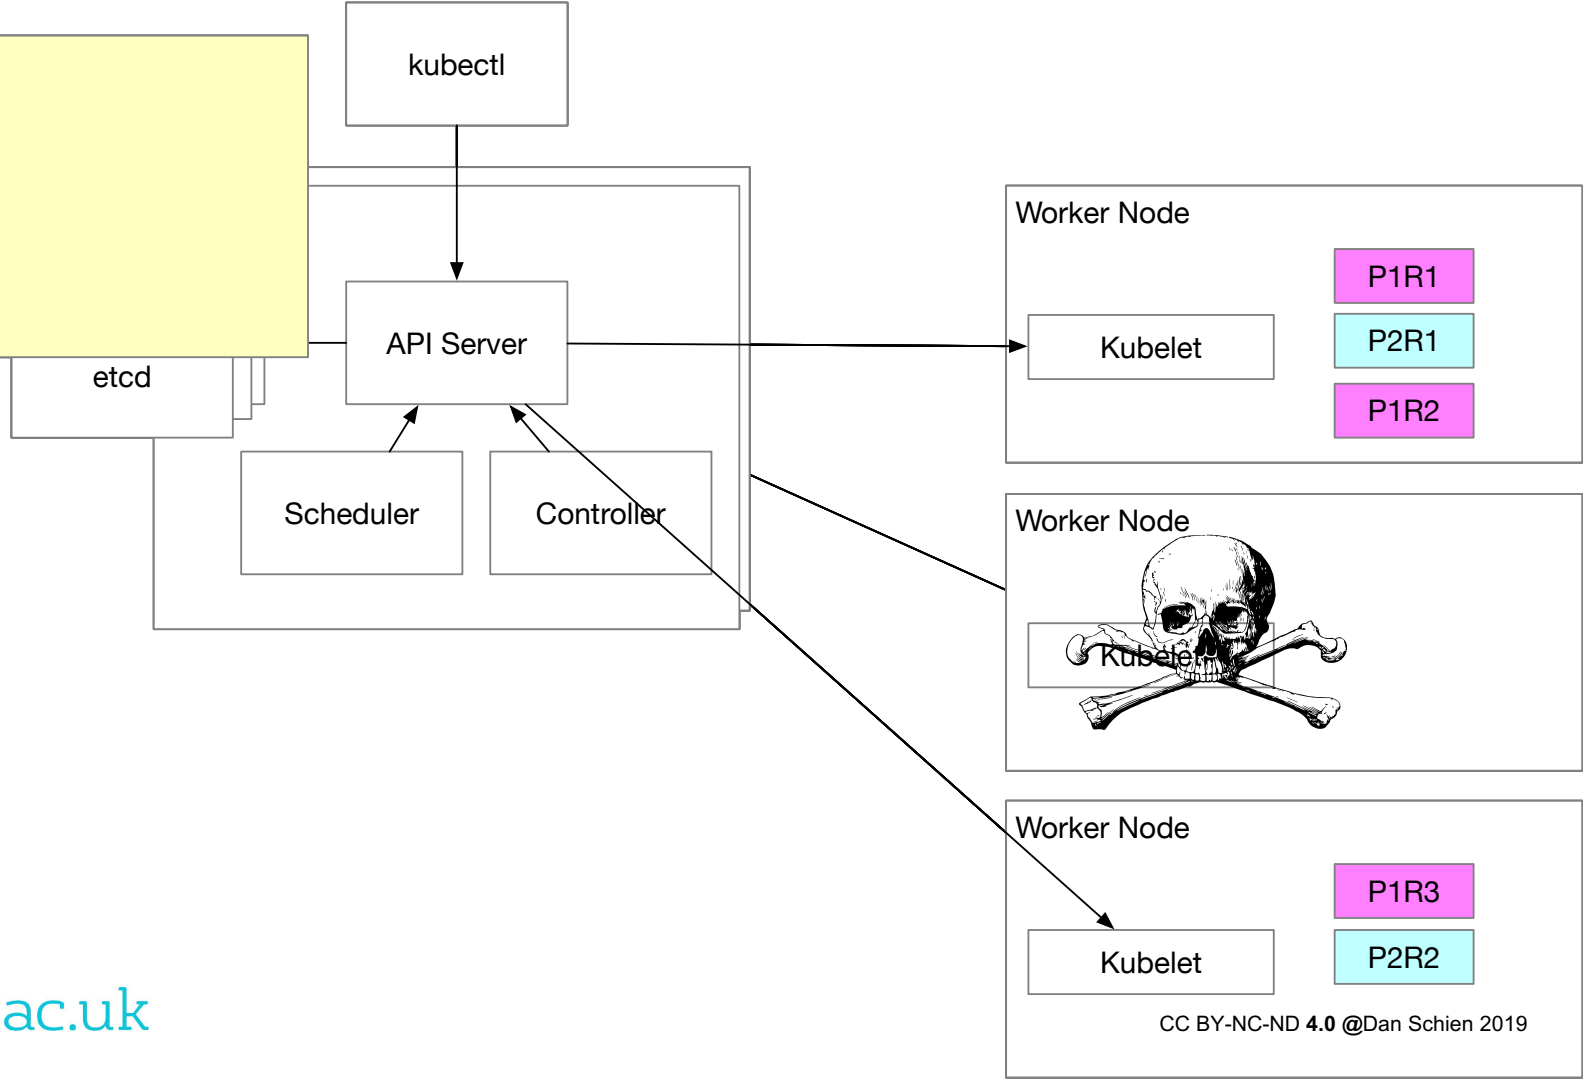 kubectl
API Server
etcd
Scheduler
Controller
Worker Node
Kubelet
P1R1
P2R1
P1R2
Worker Node
Kubelet
Worker Node
Kubelet
P1R3
P2R2
ac.uk
CC BY-NC-ND 4.0 @Dan Schien 2019